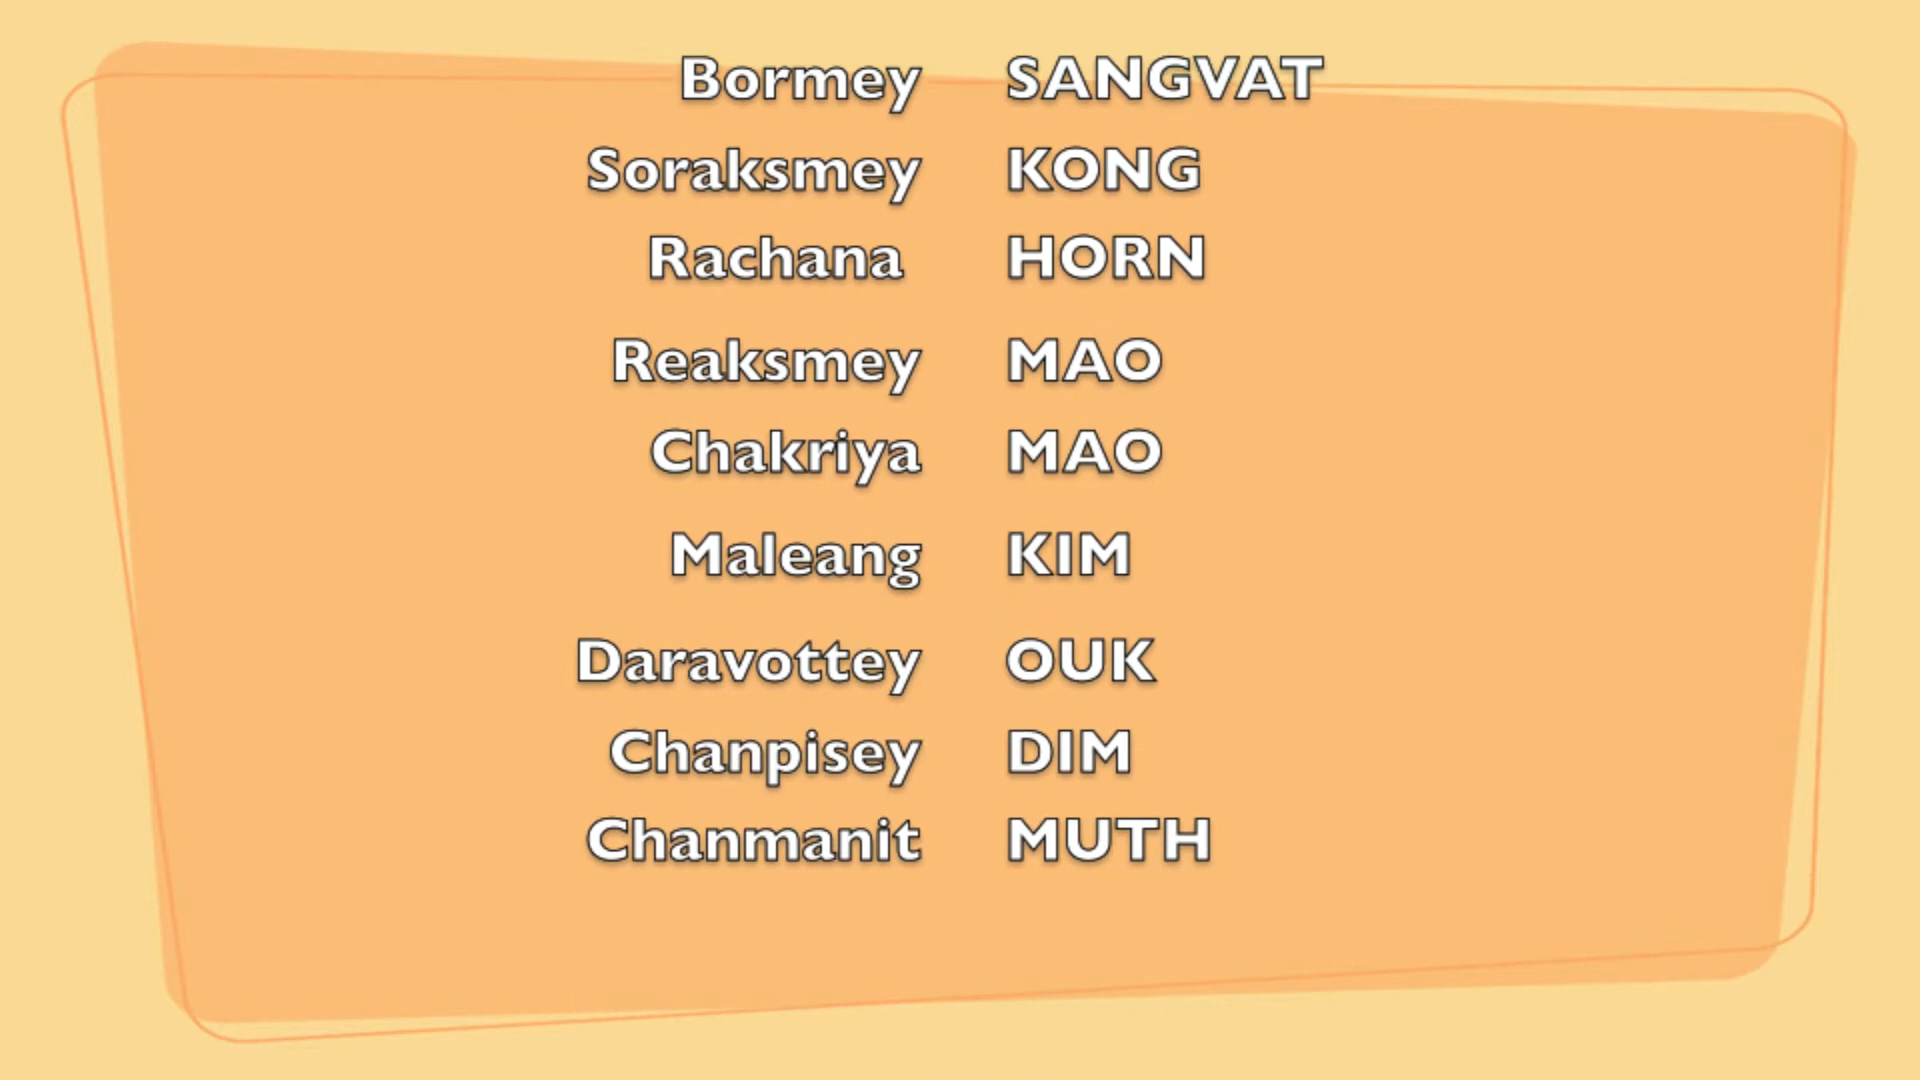 Bormey SANGVAT
Soraksmey KONG
Rachana HORN
Reaksmey MAO
Chakriya MAO
Maleang KIM
Daravottey OUK
Chanpisey DIM
Chanmanit MUTH